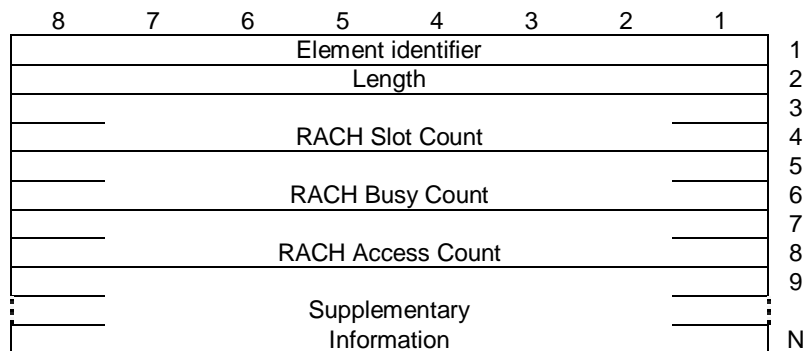 8 7 6 5 4 3 2 1
Element identifier 1
Length 2
3
RACH Slot Count 4
5
RACH Busy Count 6
7
RACH Access Count 8
9
Supplementary
Information N